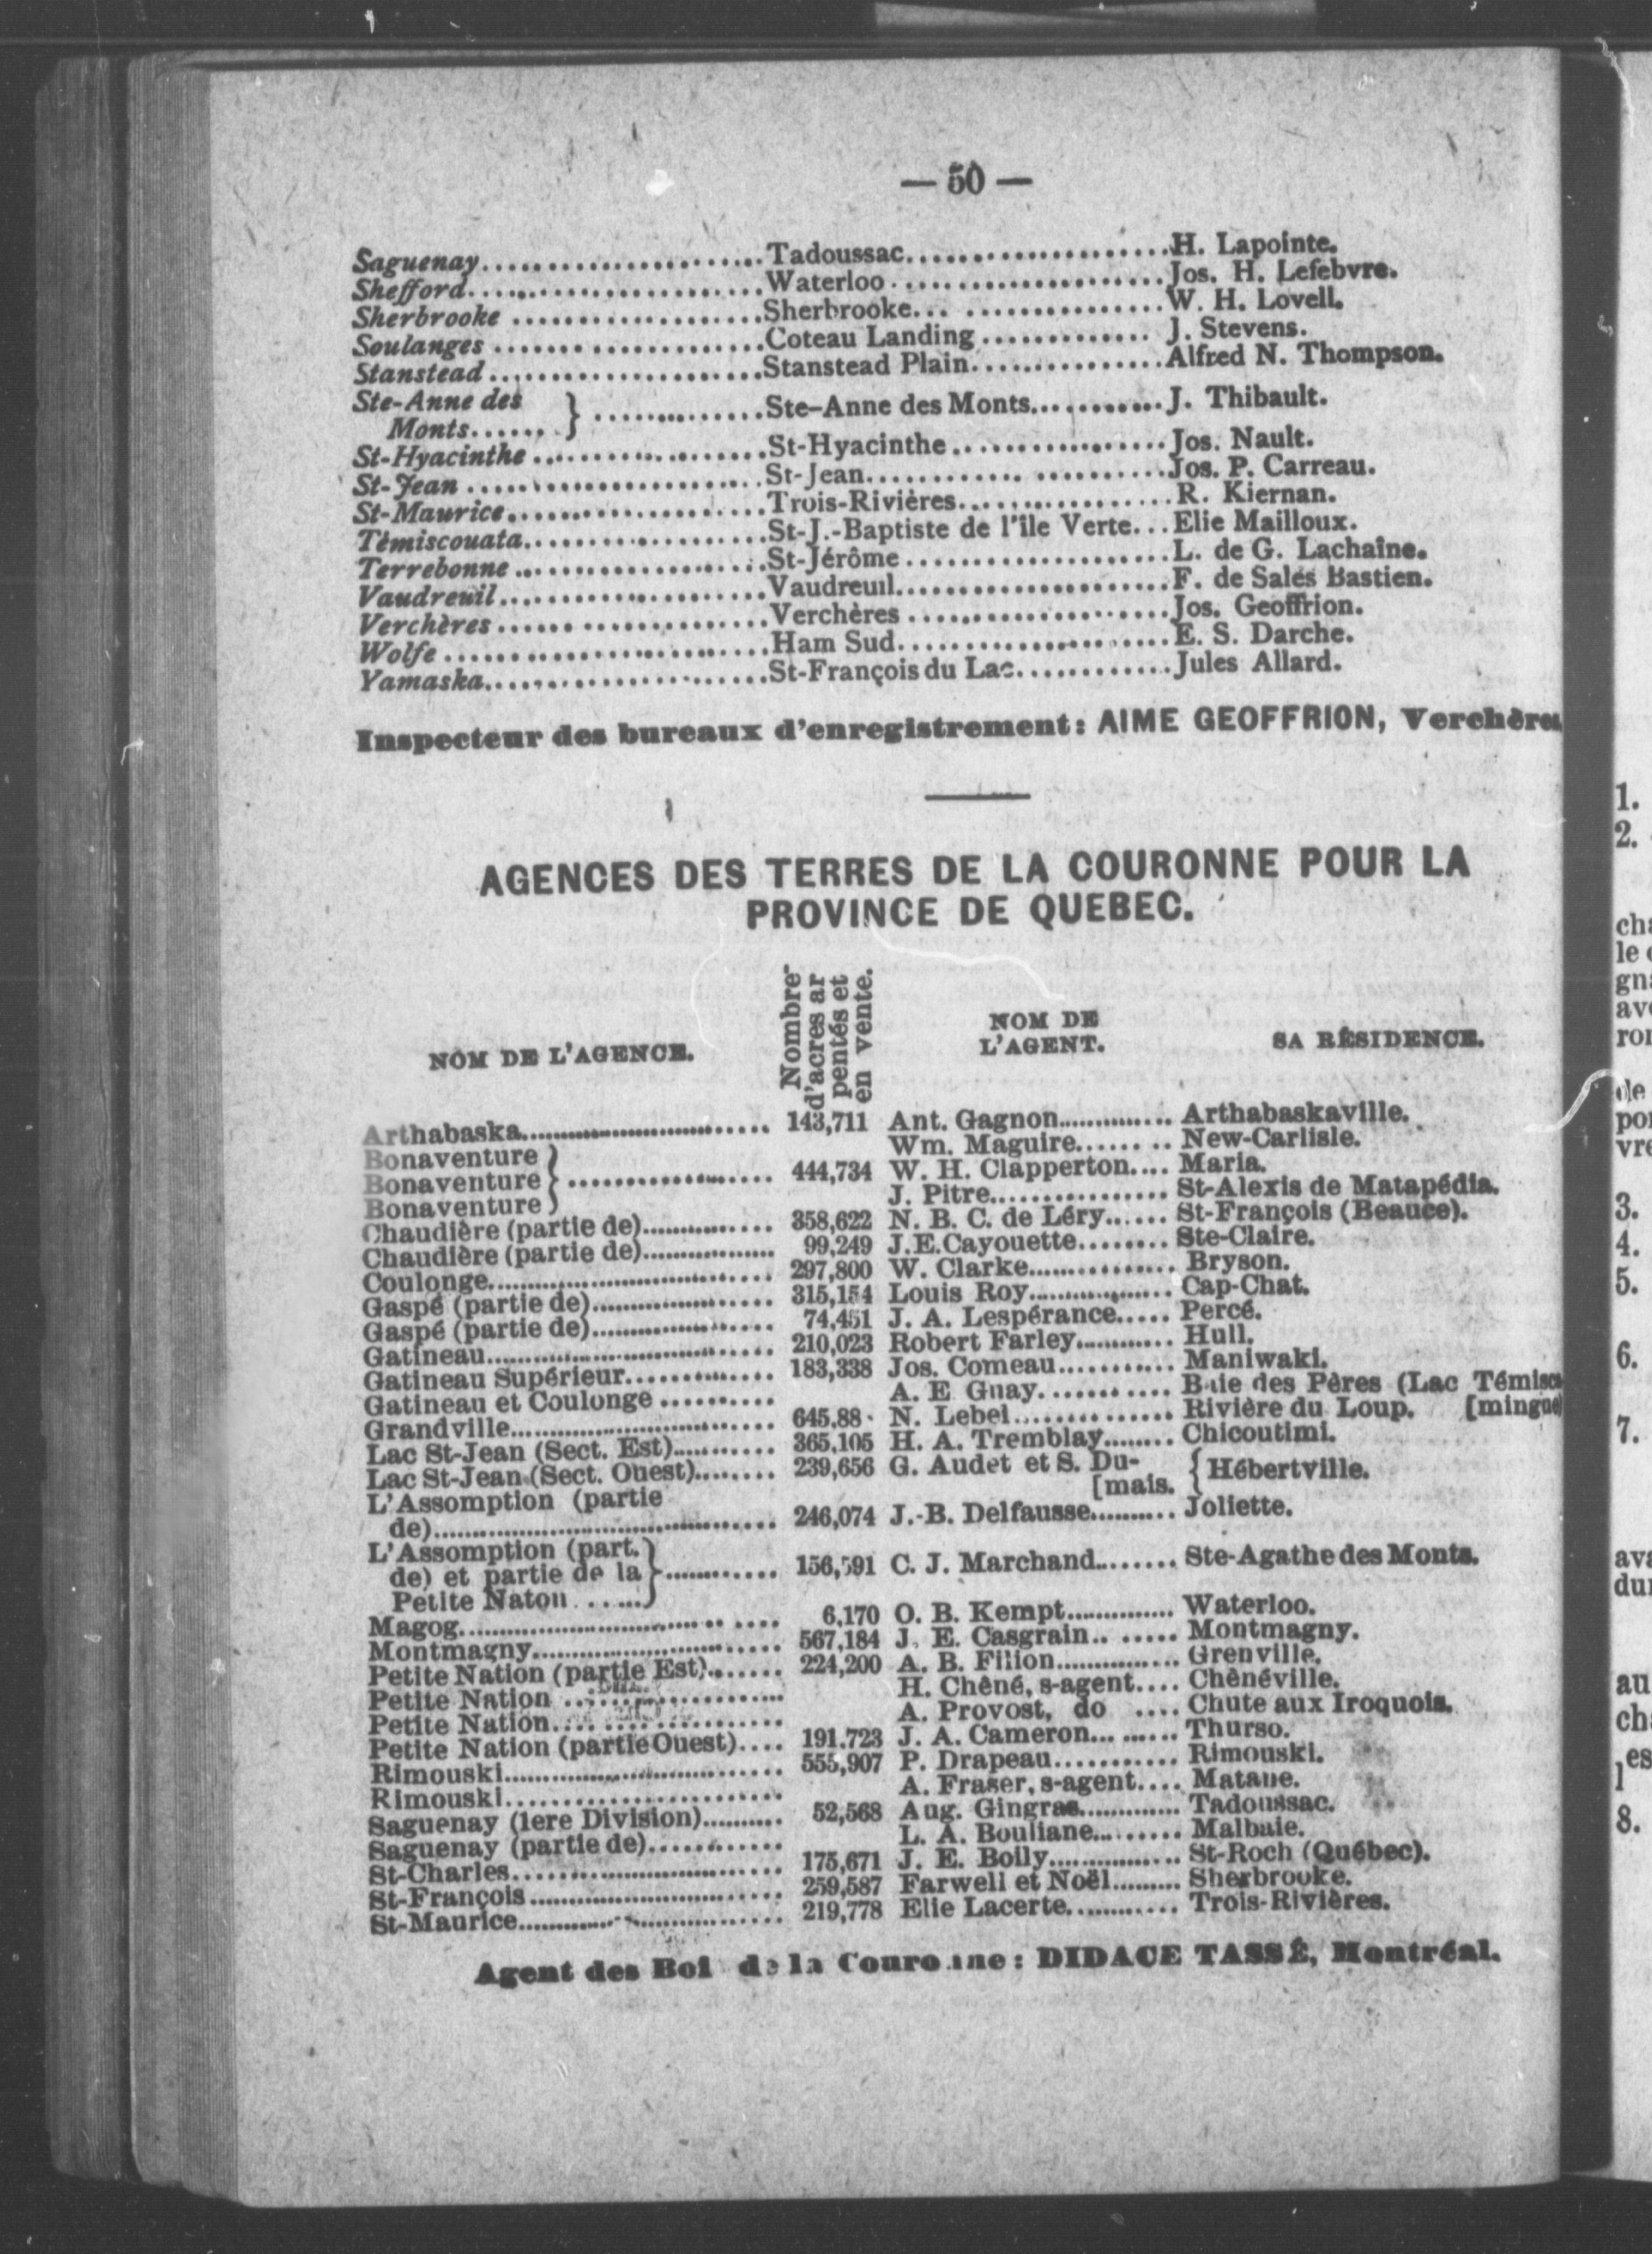 — 50 —
Saguenay........................Tadoussac......................H. Lapointe.
Shefford........................Waterloo......................Jos. H. Lefebvre.
Sherbrooke ....................Sherbrooke... ................W. H. Lovell.
Soulanges ......................Coteau Landing ............. J. Stevens.
Stanstead ......................Stanstead Plain...............Alfred N. Thompson.
Ste-Anne des
Monts...... } ..............Ste-Anne des Monts...........J. Thibault.
St-Hyacinthe ...................St-Hyacinthe.................Jos. Nault.
St-Jean ........................St-Jean............ ..........Jos. P. Carreau.
St-Maurice.....................Trois-Rivières.................R. Kiernan.
Témiscouata....................St-J.-Baptiste de l'île Verte...Elie Mailloux.
Terrebonne .....................St-Jérôme.....................L. de G. Lachaîne.
Vaudreuil......................Vaudreuil......................F. de Sales Bastien.
Verchères ...... ...............Verchères .....................Jos. Geoffrion.
Wolfe ..........................Ham Sud......................E. S. Darche.
Yamaska.......................St-François du Lac.............Jules Allard.
Inspecteur des bureaux d'enregistrement: AIME GEOFFRION, Verchères
AGENCES DES TERRES DE LA COURONNE POUR LA
PROVINCE DE QUEBEC.
NOM DE L'AGENCE.
Nombre
d'acres ar
pentés et
en vente.
NOM DE
L'AGENT.
SA RÉSIDENCE.
Arthabaska............................ 143,711 Ant. Gagnon............. Arthabaskaville.
Bonaventure } Wm. Maguire....... .. New-Carlisle.
Bonaventure } .................... 444,734 W. H. Clapperton.... Maria.
Bonaventure } J. Pitre.................. St-Alexis de Matapédia.
Chaudière (partie de)............... 358,622 N. B. C. de Léry...... St-François (Beauce).
Chaudière (partie de)............... 99,249 J.E.Cayouette......... Ste-Claire.
Coulonge............................... 297,800 W. Clarke................ Bryson.
Gaspé (partie de)..................... 315,154 Louis Roy................ Cap-Chat.
Gaspé (partie de)..................... 74,451 J. A. Lespérance..... Percé.
Gatineau................................ 210,023 Robert Farley........... Hull.
Gatineau Supérieur................ 183,338 Jos. Comeau........... Maniwaki.
Gatineau et Coulonge ........... A. E Guay............ Baie des Pères (Lac Témisca
Grandville............................. 645,88 N. Lebel................ Rivière du Loup. [mingue
Lac St-Jean (Sect. Est)........... 365,105 H. A. Tremblay........ Chicoutimi.
Lac St-Jean (Sect. Ouest)........ 239,656 G. Audet et S. Du- { Hébertville.
[mais.
L'Assomption (partie
de)...................................... 246,074 J.-B. Delfausse.......... Joliette.
L'Assomption (part.
de) et partie de la }............ 156,591 C. J. Marchand........ Ste-Agathe des Monts.
Petite Naton ......
Magog.................................. 6,170 O. B. Kempt............... Waterloo.
Montmagny............................ 567,184 J. E. Casgrain.. ...... Montmagny.
Petite Nation (partie Est)........ 224,200 A. B. Filion............... Grenville.
Petite Nation ........................ H. Chêné, s-agent.... Chênéville.
Petite Nation........................ A. Provost, do .... Chute aux Iroquois.
Petite Nation (partie Ouest).... 191.723 J. A. Cameron... ...... Thurso.
Rimouski............................... 555,907 P. Drapeau............ Rimouski.
Rimouski............................... A. Fraser, s-agent.... Matane.
Saguenay (1ere Division).......... 52,568 Aug. Gingras............. Tadoussac.
Saguenay (partie de)............. L. A. Bouliane.......... Malbaie.
St-Charles............................. 175,671 J. E. Boily................ St-Roch (Québec).
St-François ........................... 259,587 Farwell et Noël......... Sherbrooke.
St-Maurice............................ 219,778 Elie Lacerte............ Trois-Rivières.
Agent des Boi de la Couronne: DIDACE TASSÉ, Montréal.
1.
2.
3.
4.
5.
6.
7.
8.